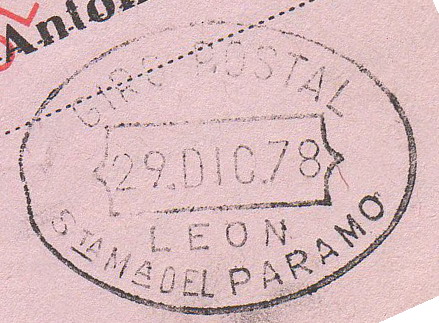 Anton
GIRO POSTAL
29.DIC.78
LEON
STA Mª DEL PARAMO